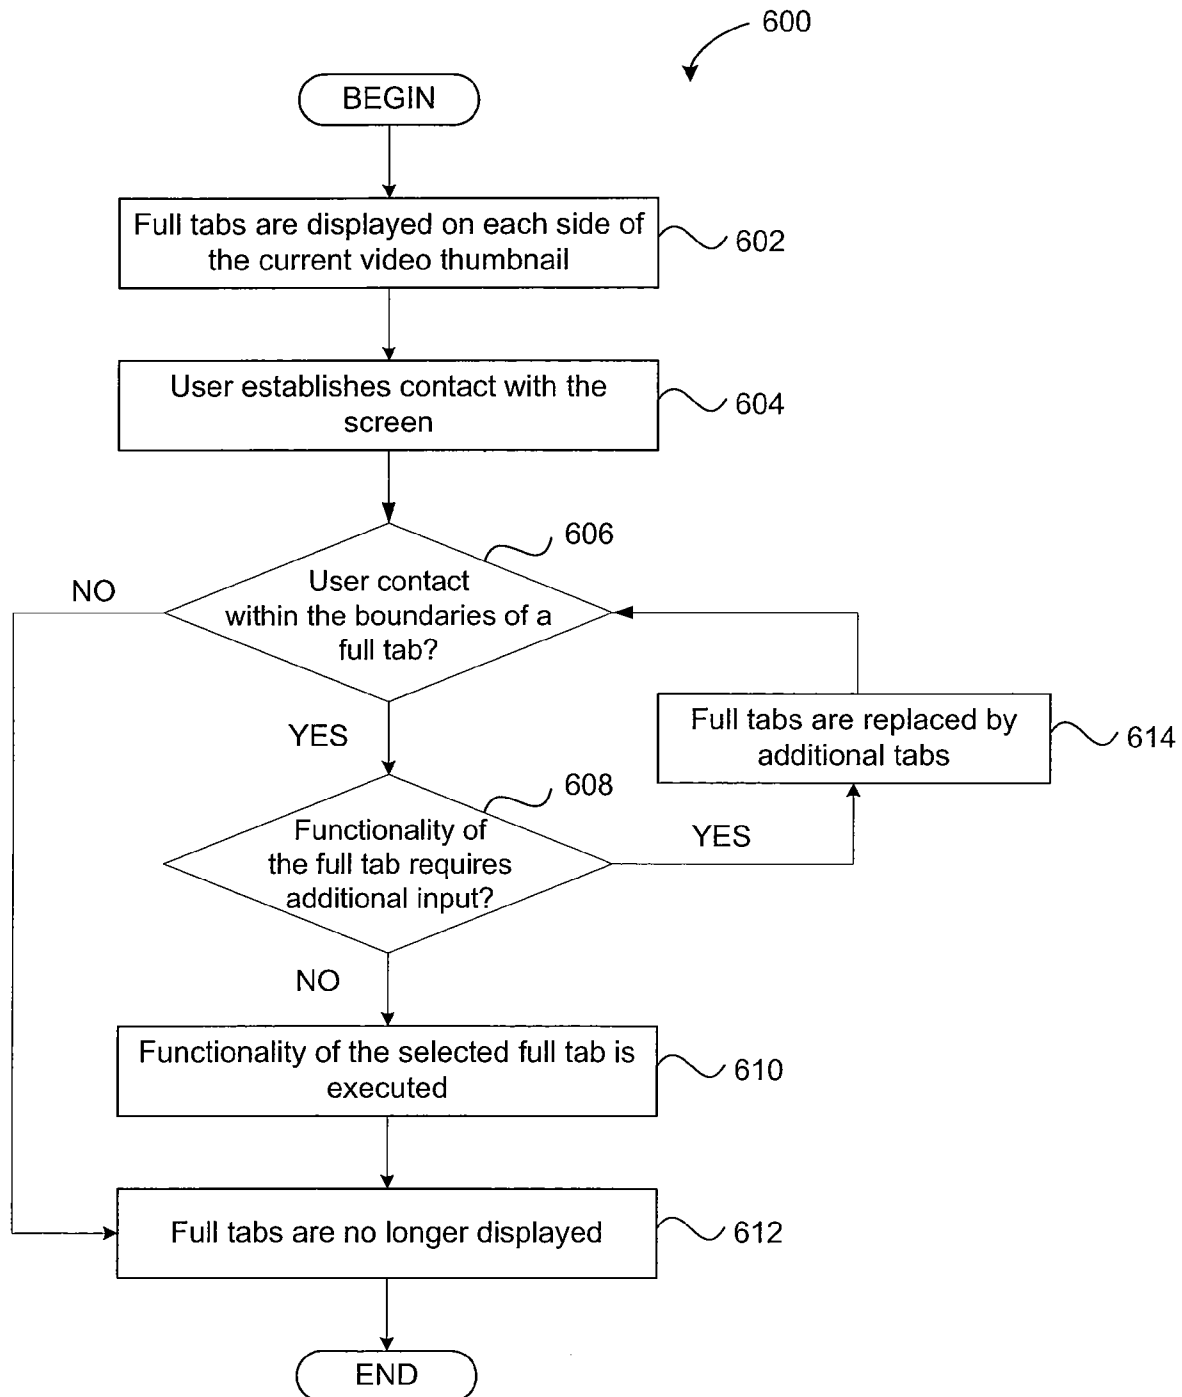 600
BEGIN
Full tabs are displayed on each side of
the current video thumbnail
602
User establishes contact with the
screen
604
606
User contact
within the boundaries of a
full tab?
NO
YES
Full tabs are replaced by
additional tabs
614
608
Functionality of
the full tab requires
additional input?
YES
NO
Functionality of the selected full tab is
executed
610
Full tabs are no longer displayed
612
END